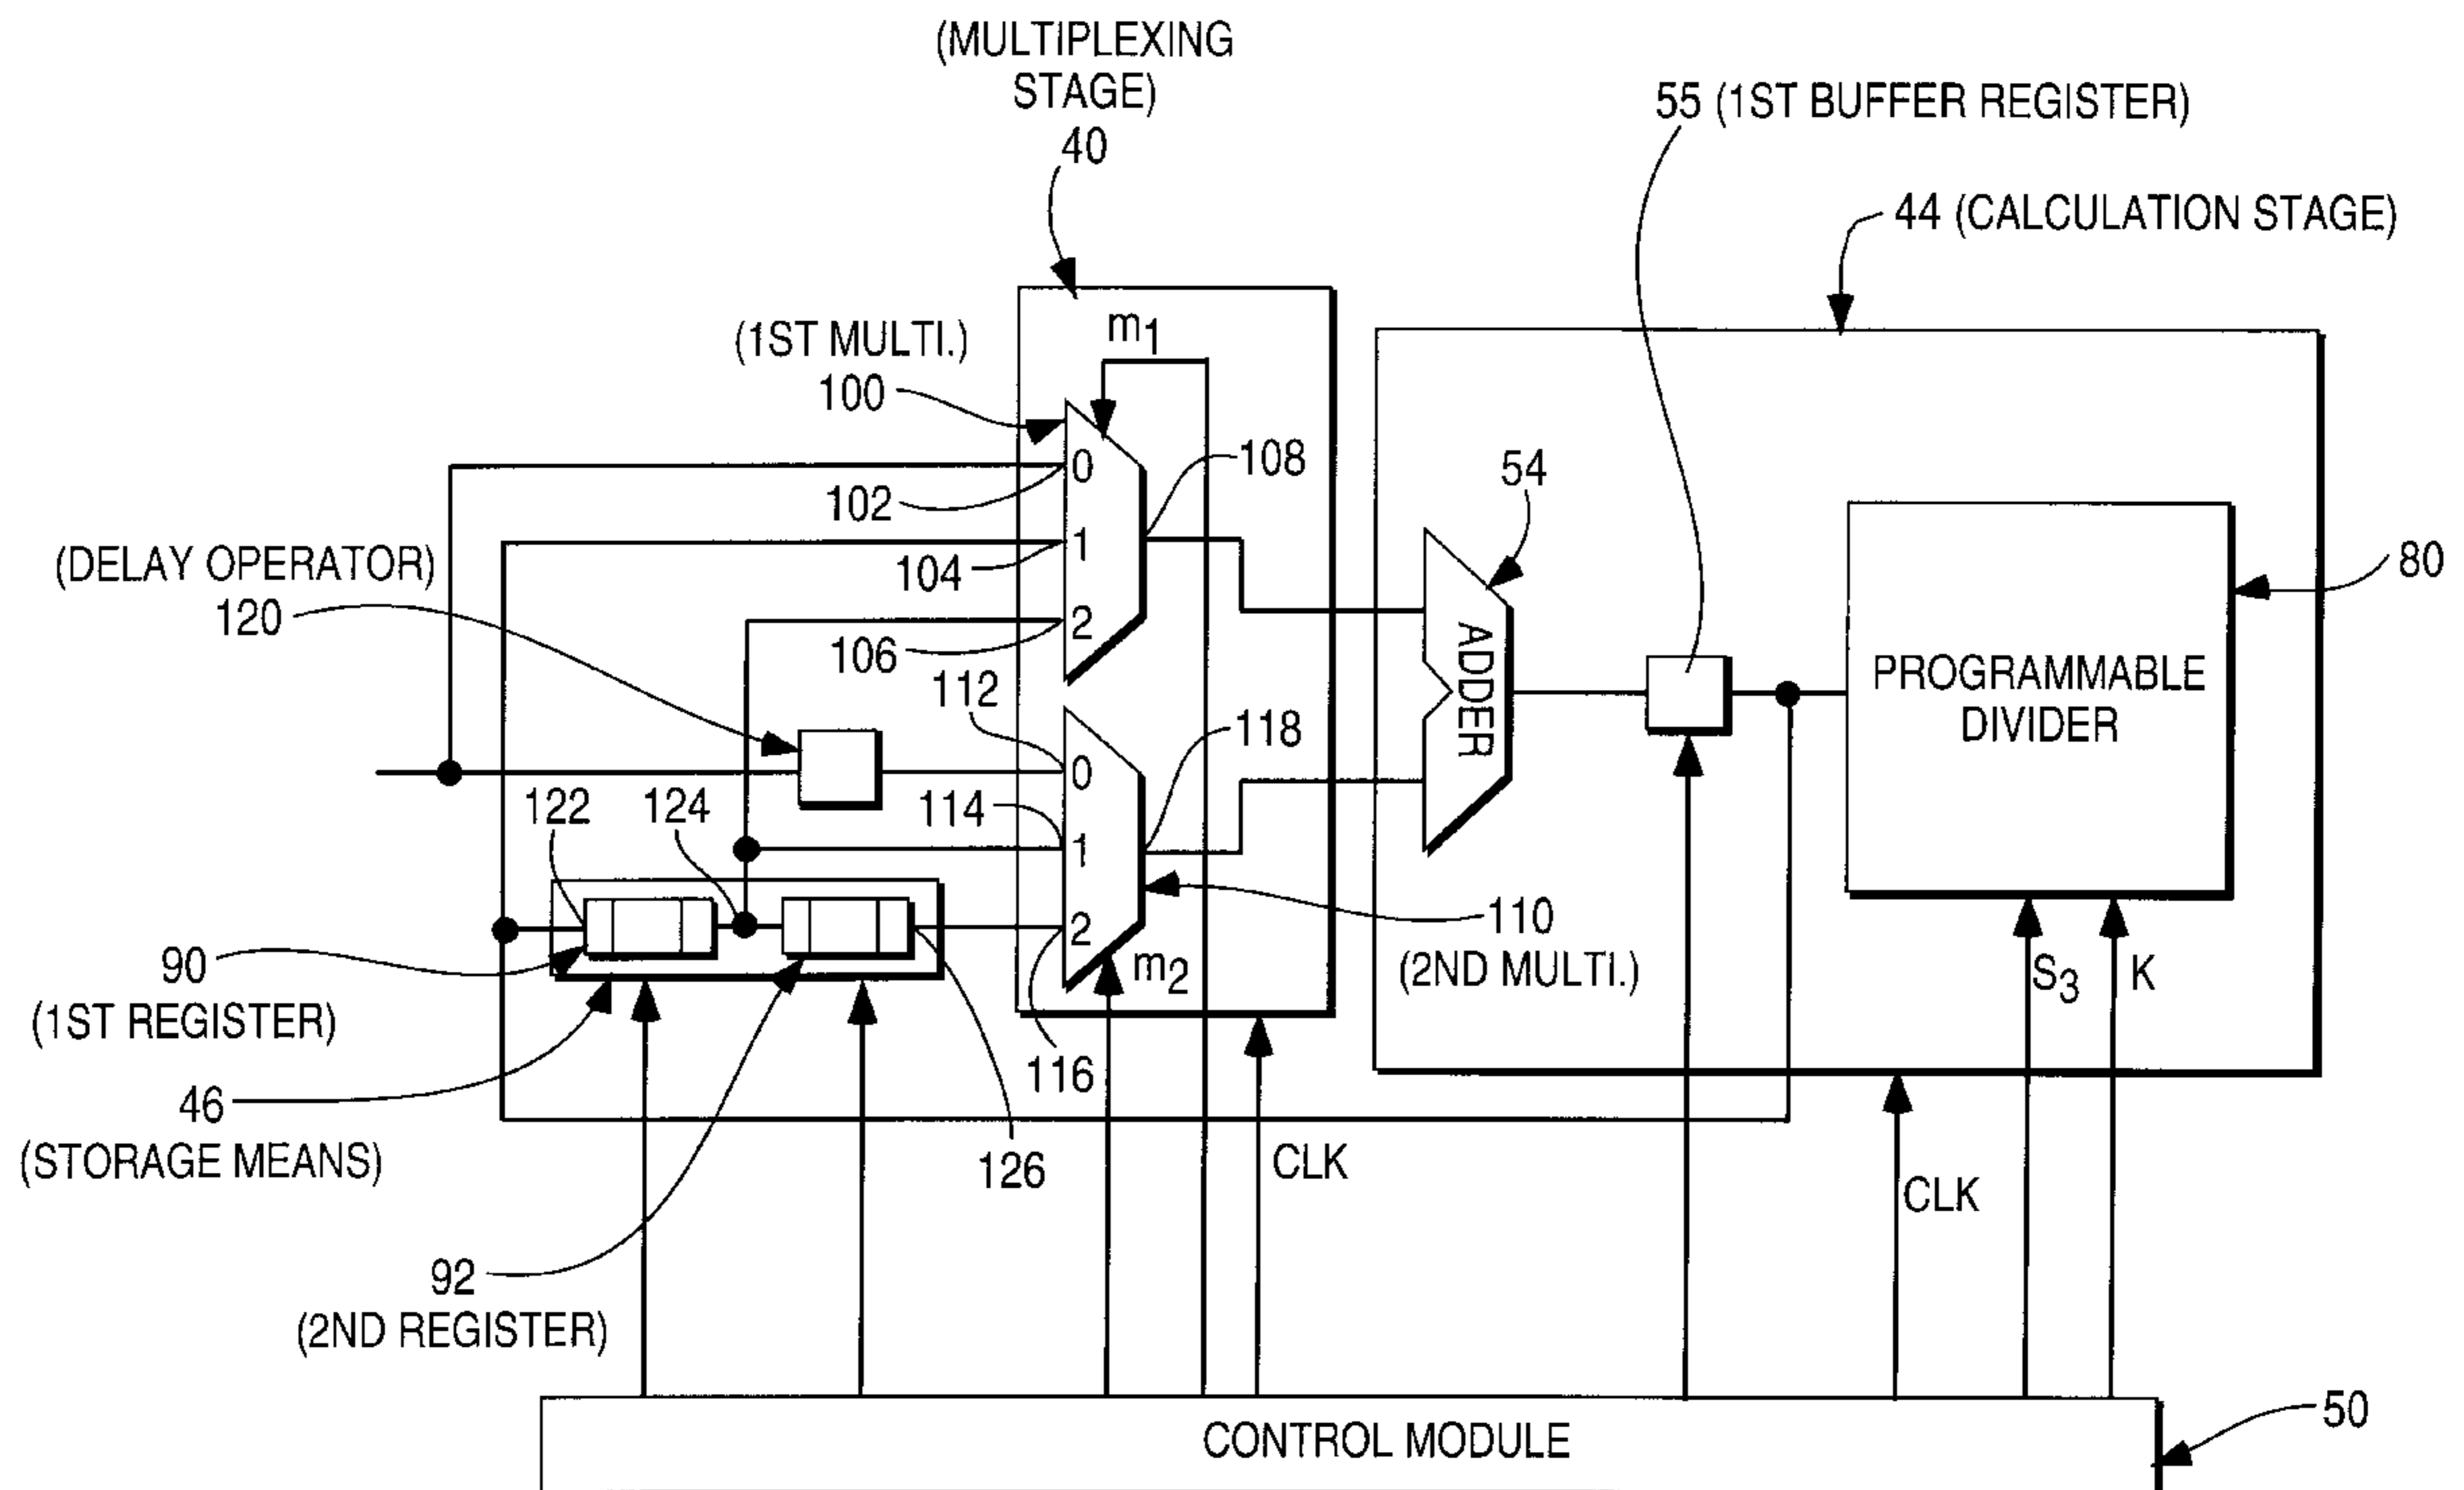 (MULTIPLEXING
STAGE)
40
55 (1ST BUFFER REGISTER)
44 (CALCULATION STAGE)
(1ST MULTI.)
100
m1
0
102
108
54
1
104
(DELAY OPERATOR)
120
80
2
106
112
ADDER
PROGRAMMABLE
DIVIDER
118
0
122
124
114
1
110
(2ND MULTI.)
2
m2
90
(1ST REGISTER)
S3
K
116
46
(STORAGE MEANS)
126
CLK
CLK
92
(2ND REGISTER)
50
CONTROL MODULE